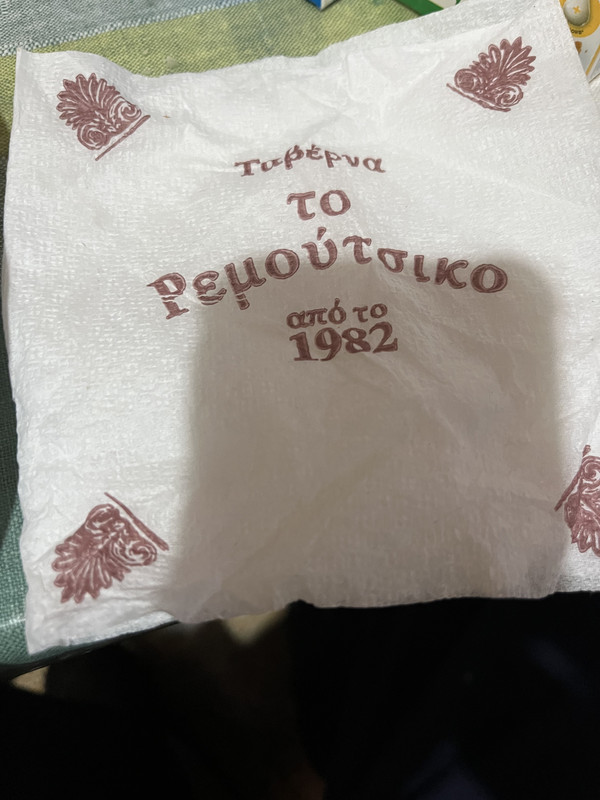 Ταβέρνα
το
Ρεμούτσικο
από το
1982